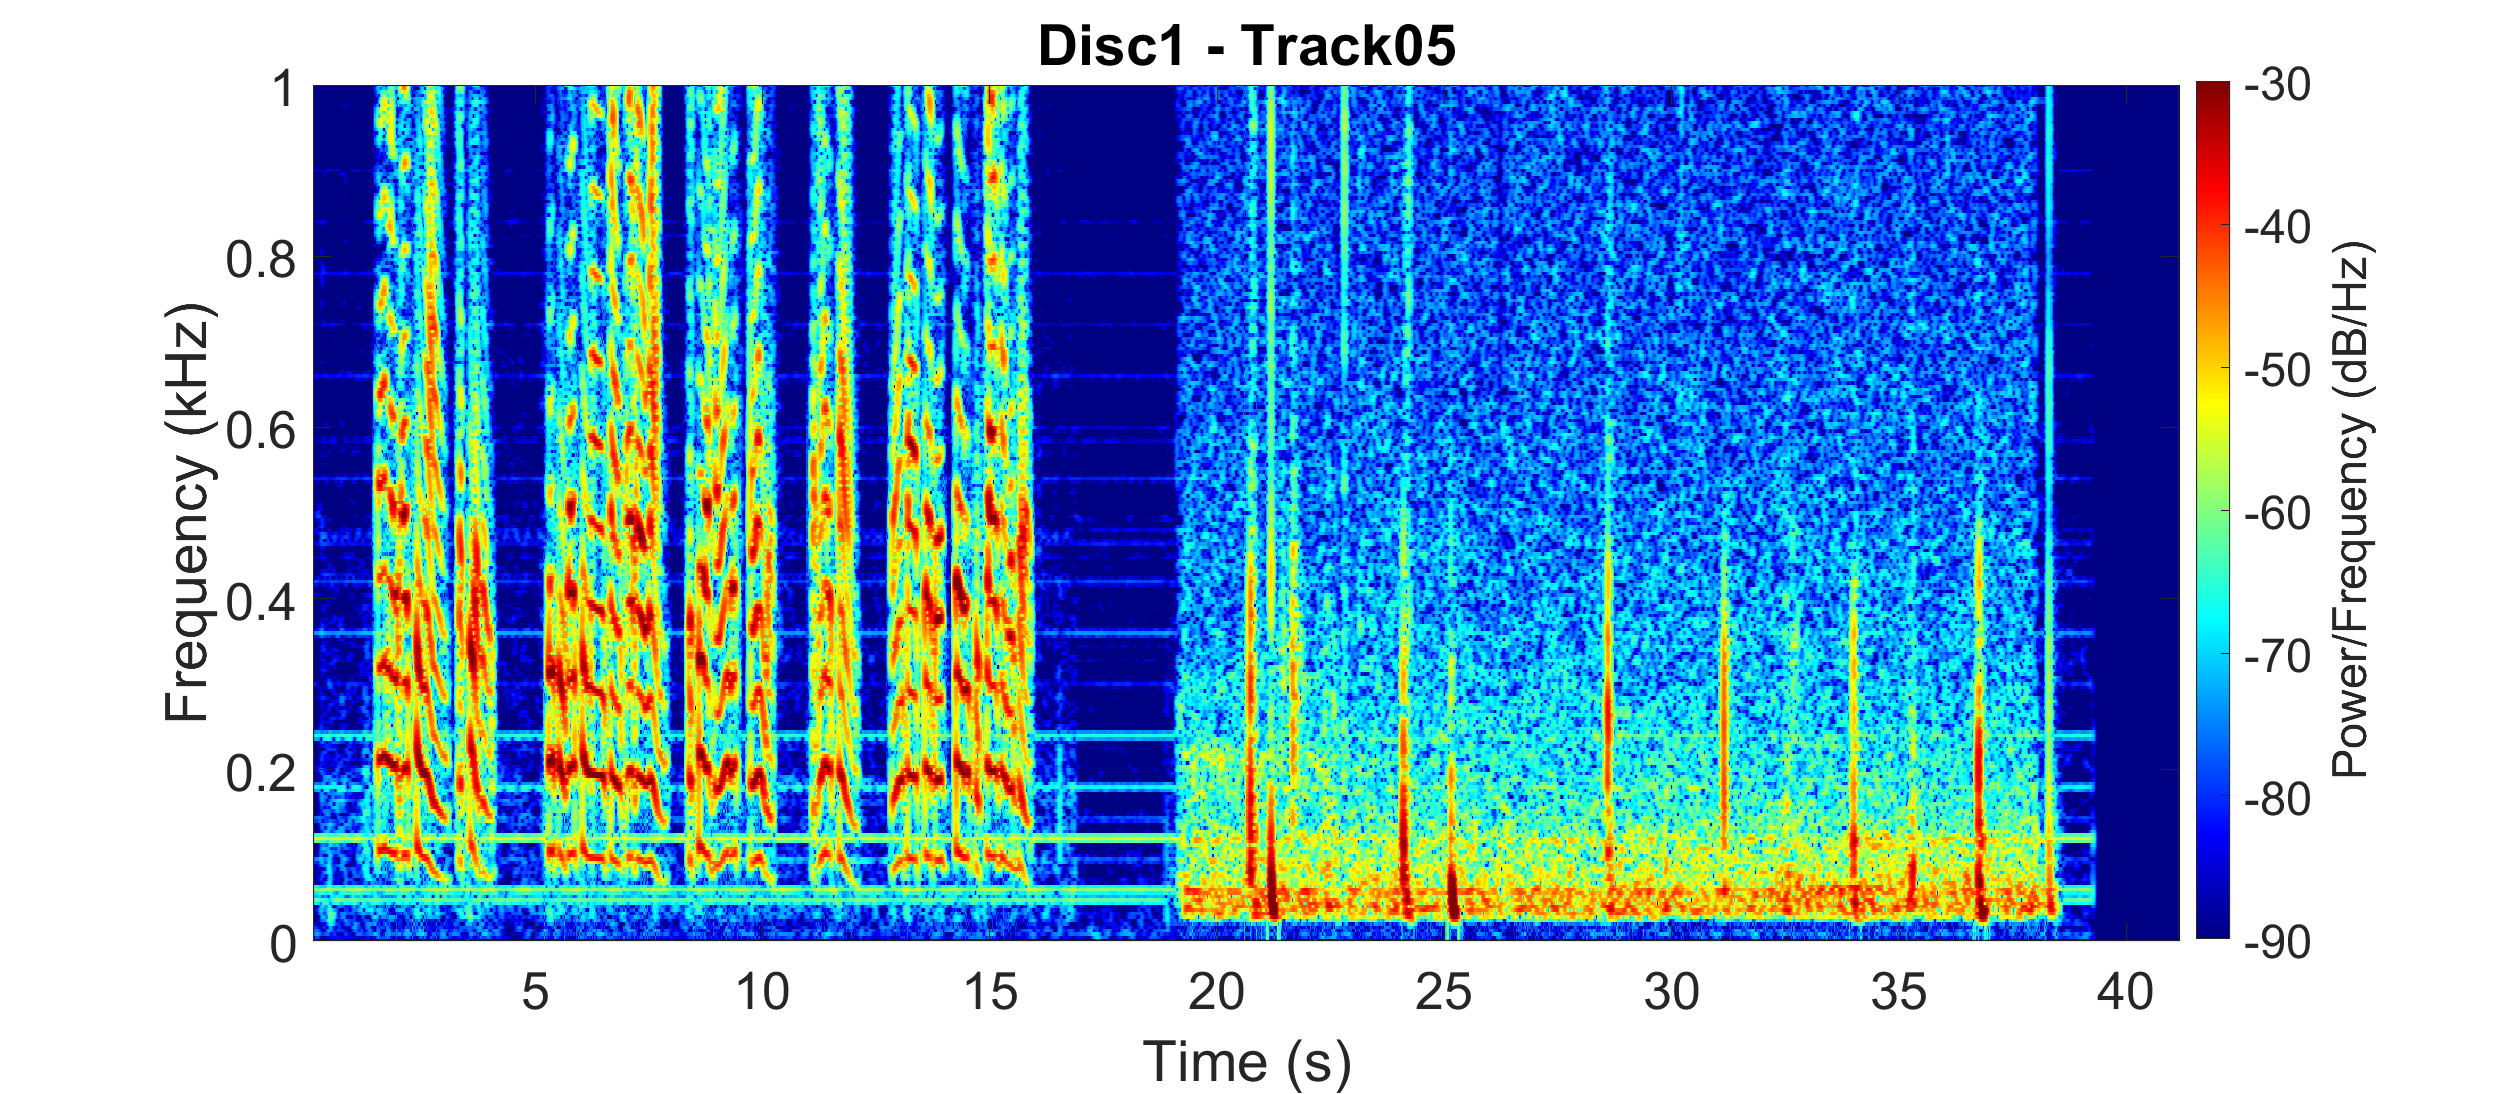 Disc1 - Track05
1
0.8
0.6
0.4
0.2
0
Frequency (kHz)
5 10 15 20 25 30 35 40
Time (s)
-30
-40
-50
-60
-70
-80
-90
Power/Frequency (dB/Hz)